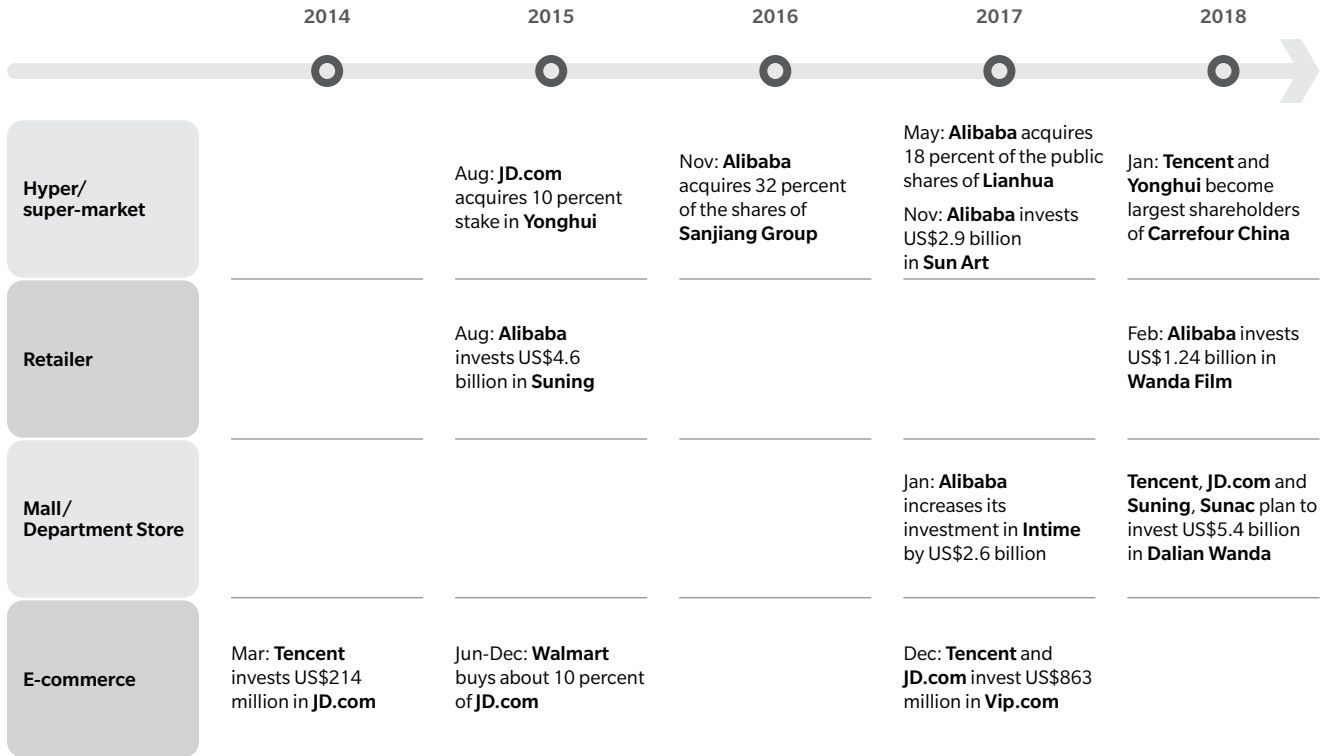 2014
2015
2016
2017
2018
Hyper/
super-market
Aug: JD.com
acquires 10 percent
stake in Yonghui
Nov: Alibaba
acquires 32 percent
of the shares of
Sanjiang Group
May: Alibaba acquires
18 percent of the public
shares of Lianhua
Nov: Alibaba invests
US$2.9 billion
in Sun Art
Jan: Tencent and
Yonghui become
largest shareholders
of Carrefour China
Retailer
Aug: Alibaba
invests US$4.6
billion in Suning
Feb: Alibaba invests
US$1.24 billion in
Wanda Film
Mall/
Department Store
Jan: Alibaba
increases its
investment in Intime
by US$2.6 billion
Tencent, JD.com and
Suning, Sunac plan to
invest US$5.4 billion
in Dalian Wanda
E-commerce
Mar: Tencent
invests US$214
million in JD.com
Jun-Dec: Walmart
buys about 10 percent
of JD.com
Dec: Tencent and
JD.com invest US$863
million in Vip.com